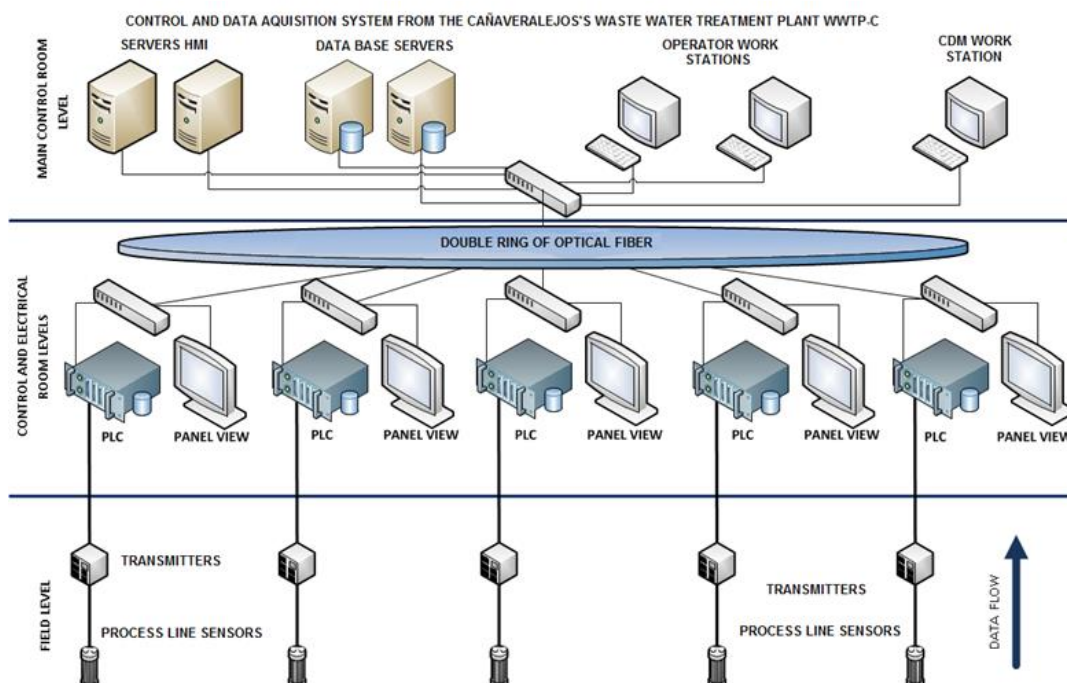 CONTROL AND DATA AQUISITION SYSTEM FROM THE CAÑAVERALEJOS'S WASTE WATER TREATMENT PLANT WWTP-C
MAIN CONTROL ROOM
LEVEL
SERVERS HMI
DATA BASE SERVERS
OPERATOR WORK
STATIONS
CDM WORK
STATION
DOUBLE RING OF OPTICAL FIBER
CONTROL AND ELECTRICAL
ROOM LEVELS
PLC
PANEL VIEW
PLC
PANEL VIEW
PLC
PANEL VIEW
PLC
PANEL VIEW
PLC
PANEL VIEW
FIELD LEVEL
TRANSMITTERS
TRANSMITTERS
PROCESS LINE SENSORS
PROCESS LINE SENSORS
DATA FLOW